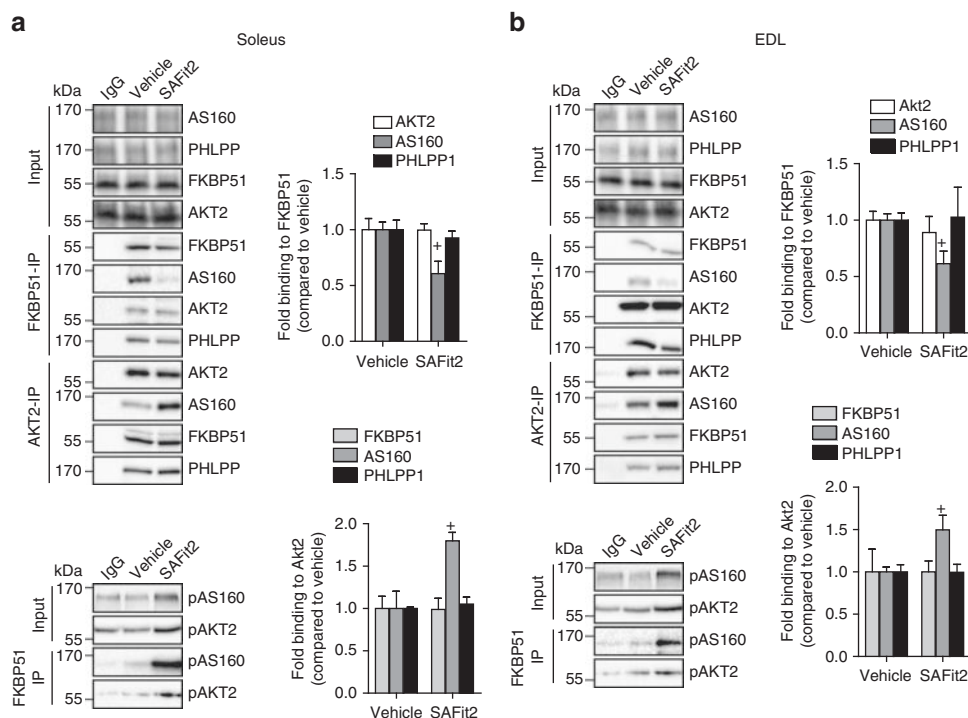 a
Soleus
kDa IgG Vehicle SAFit2
Input
170 AS160
170 PHLPP
55 FKBP51
55 AKT2
FKBP51-IP
55 FKBP51
170 AS160
55 AKT2
170 PHLPP
AKT2-IP
55 AKT2
170 AS160
55 FKBP51
170 PHLPP
kDa IgG Vehicle SAFit2
Input
170 pAS160
55 pAKT2
FKBP51
IP
170 pAS160
55 pAKT2
AKT2
AS160
PHLPP1
Fold binding to FKBP51
(compared to vehicle)
1.5
1.0
0.5
0.0
+
Vehicle SAFit2
FKBP51
AS160
PHLPP1
Fold binding to Akt2
(compared to vehicle)
2.0
1.5
1.0
0.5
0.0
+
Vehicle SAFit2
b
EDL
kDa IgG Vehicle SAFit2
Input
170 AS160
170 PHLPP
55 FKBP51
55 AKT2
FKBP51-IP
55 FKBP51
170 AS160
55 AKT2
170 PHLPP
AKT2-IP
55 AKT2
170 AS160
55 FKBP51
170 PHLPP
kDa IgG Vehicle SAFit2
Input
170 pAS160
55 pAKT2
FKBP51
IP
170 pAS160
55 pAKT2
Akt2
AS160
PHLPP1
Fold binding to FKBP51
(compared to vehicle)
1.5
1.0
0.5
0.0
+
Vehicle SAFit2
FKBP51
AS160
PHLPP1
Fold binding to Akt2
(compared to vehicle)
2.0
1.5
1.0
0.5
0.0
+
Vehicle SAFit2